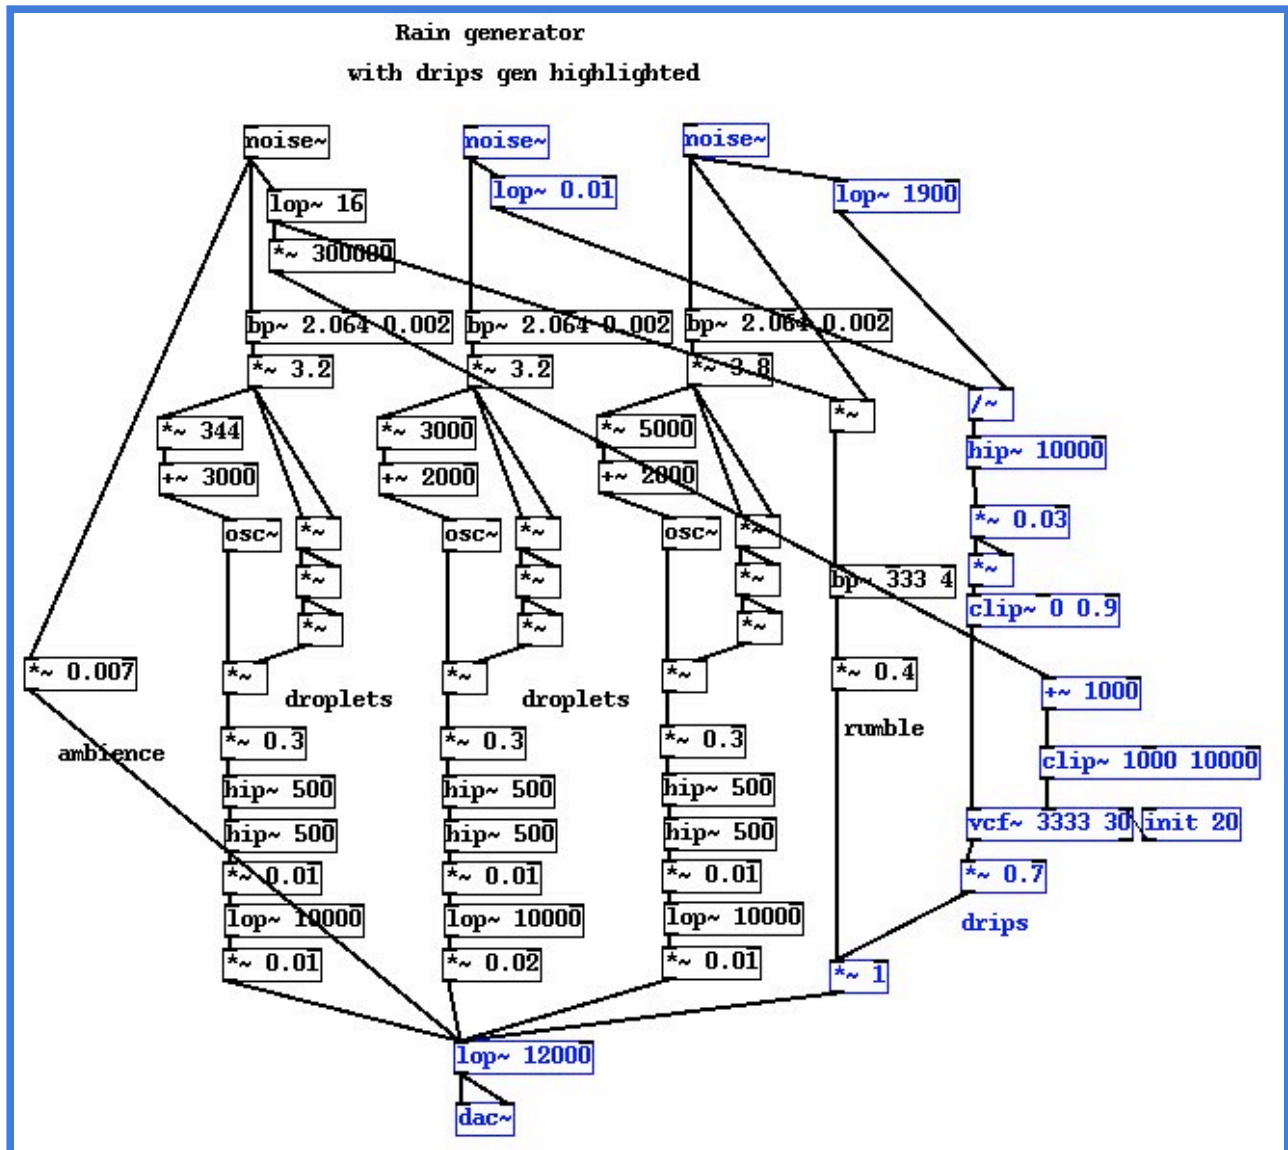 Rain generator
with drips gen highlighted
noise~
noise~
noise~
lop~ 16
lop~ 0.01
lop~ 1900
*~ 300000
bp~ 2.064 0.002
bp~ 2.064 0.002
bp~ 2.064 0.002
*~ 3.2
*~ 3.2
*~ 3.8
*~
/~
*~ 344
*~ 3000
*~ 5000
hip~ 10000
+~ 3000
+~ 2000
+~ 2000
osc~
*~
osc~
*~
osc~
*~
*~ 0.03
*~
*~
*~
bp~ 333 4
*~
*~
*~
*~
clip~ 0 0.9
*~ 0.007
*~
*~
*~
*~ 0.4
+~ 1000
droplets
droplets
rumble
ambience
*~ 0.3
*~ 0.3
*~ 0.3
clip~ 1000 10000
hip~ 500
hip~ 500
hip~ 500
vcf~ 3333 30
init 20
hip~ 500
hip~ 500
hip~ 500
*~ 0.01
*~ 0.01
*~ 0.01
*~ 0.7
lop~ 10000
lop~ 10000
lop~ 10000
drips
*~ 0.01
*~ 0.02
*~ 0.01
*~ 1
lop~ 12000
dac~